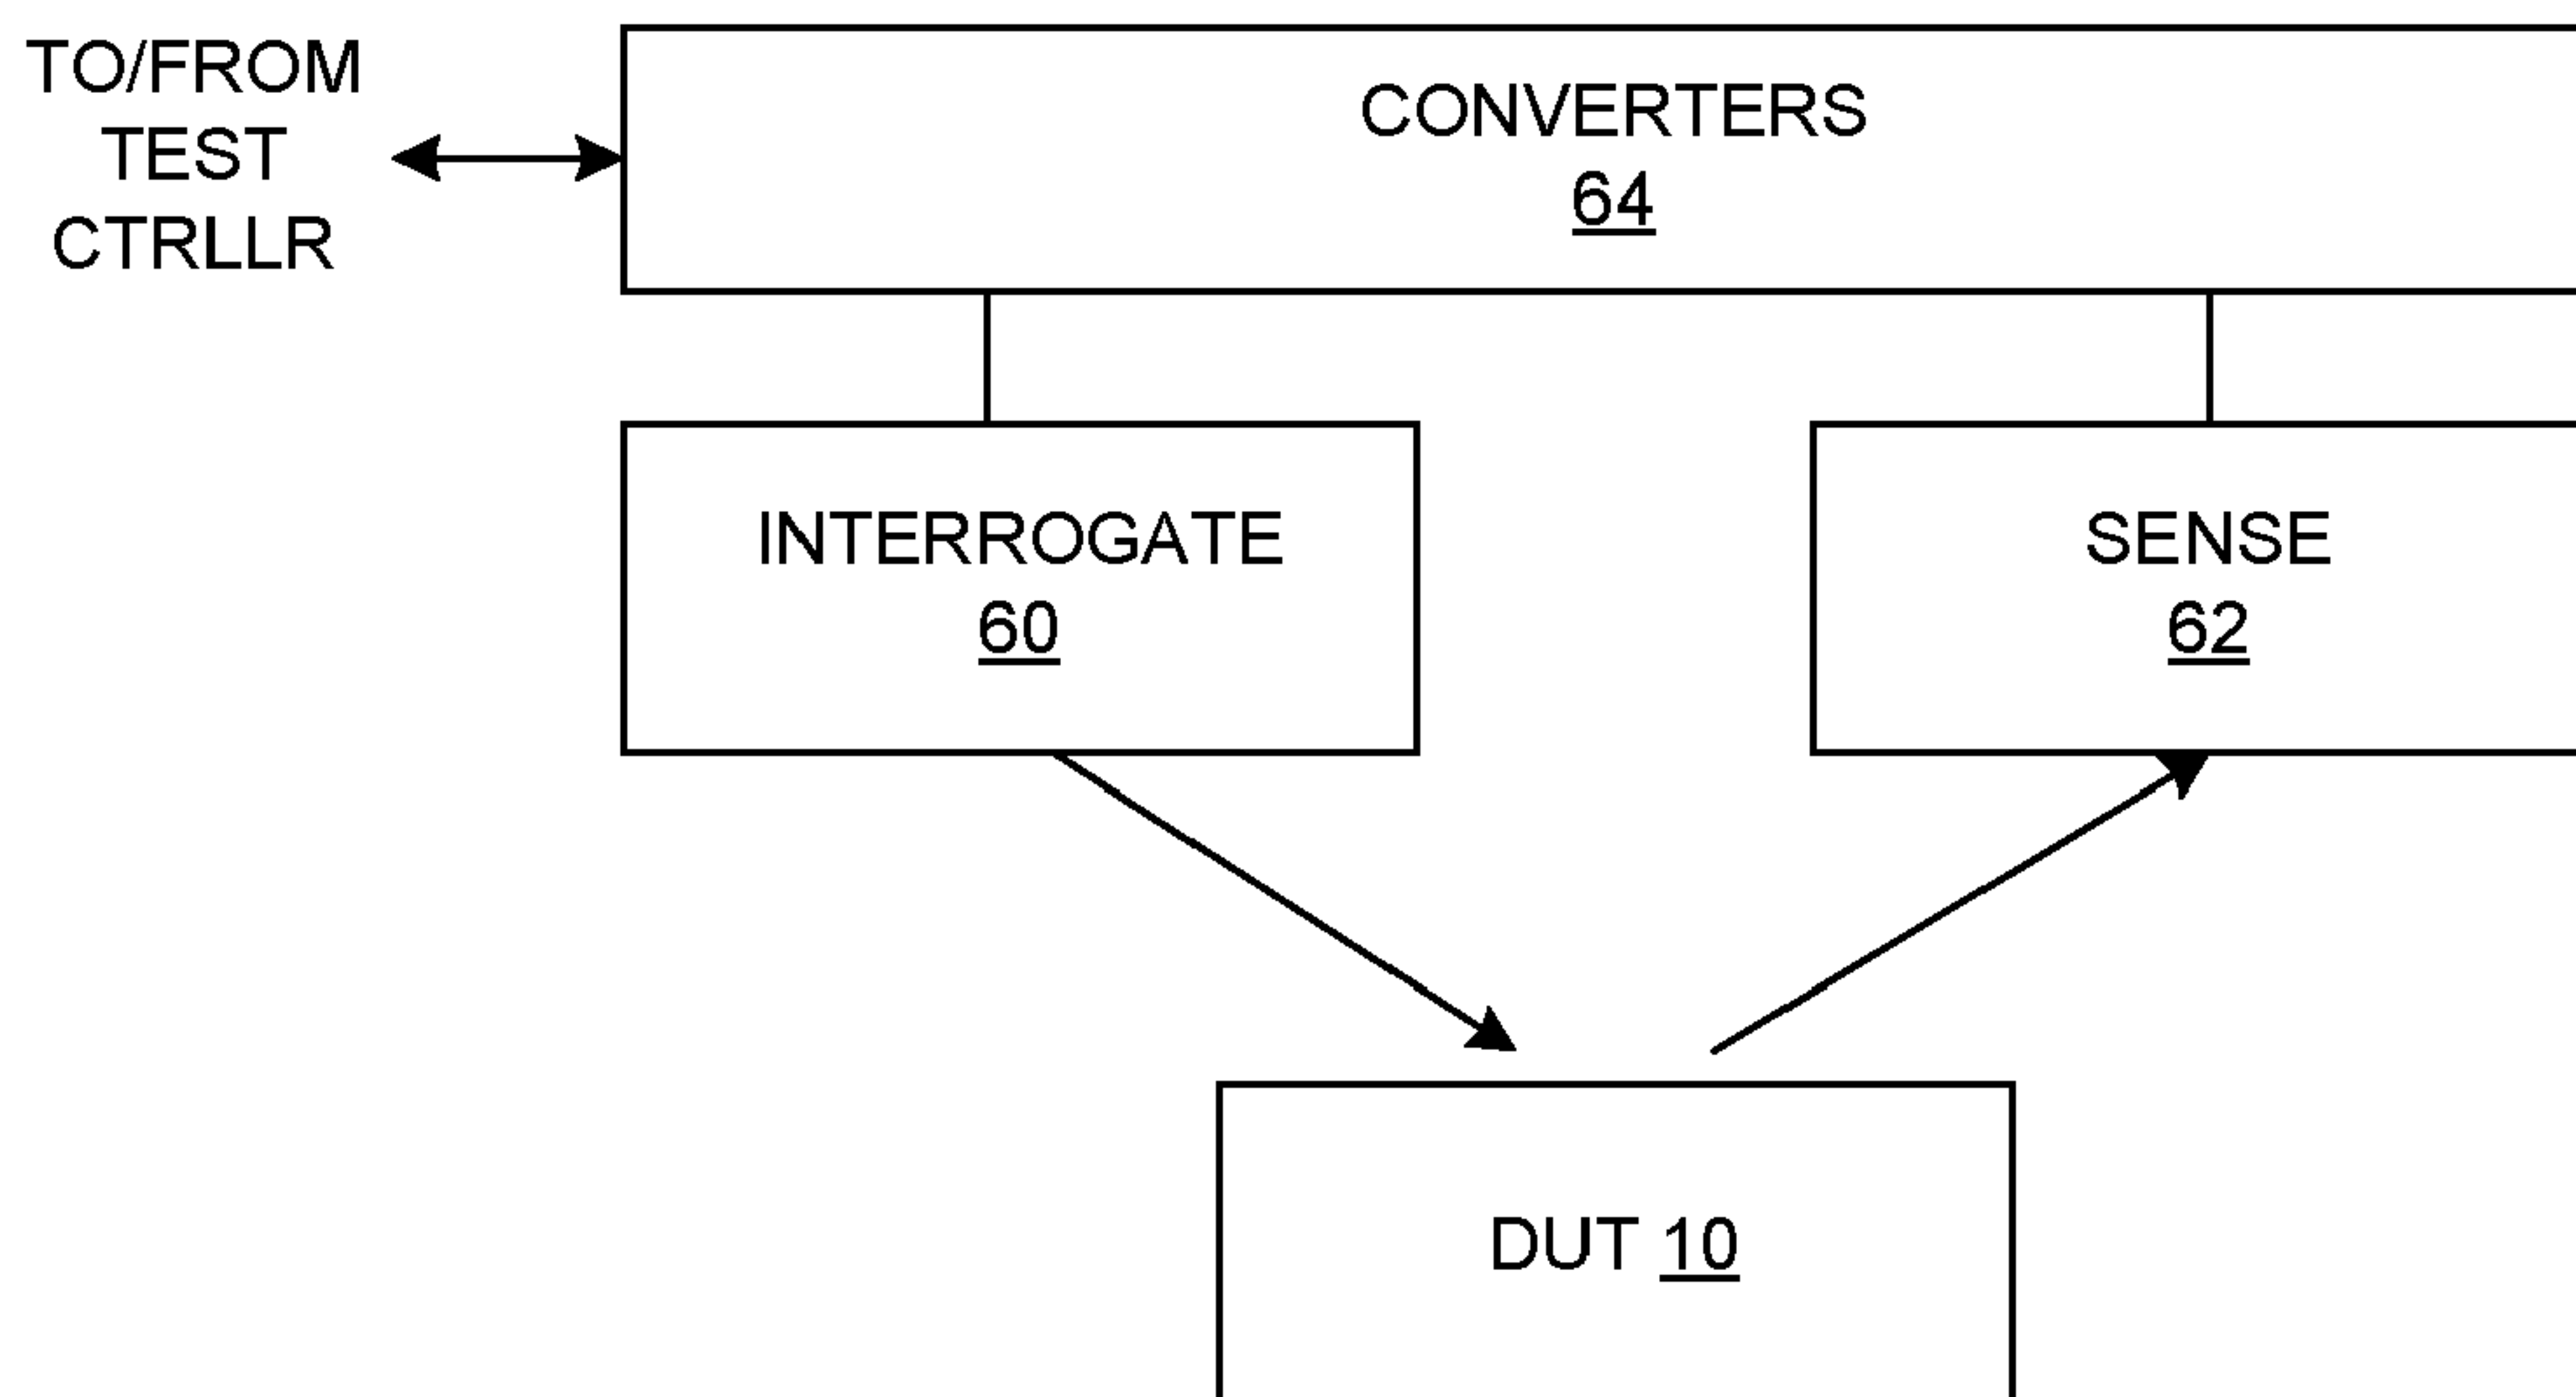 TO/FROM
TEST
CTRLLR
CONVERTERS
64
INTERROGATE
60
SENSE
62
DUT 10